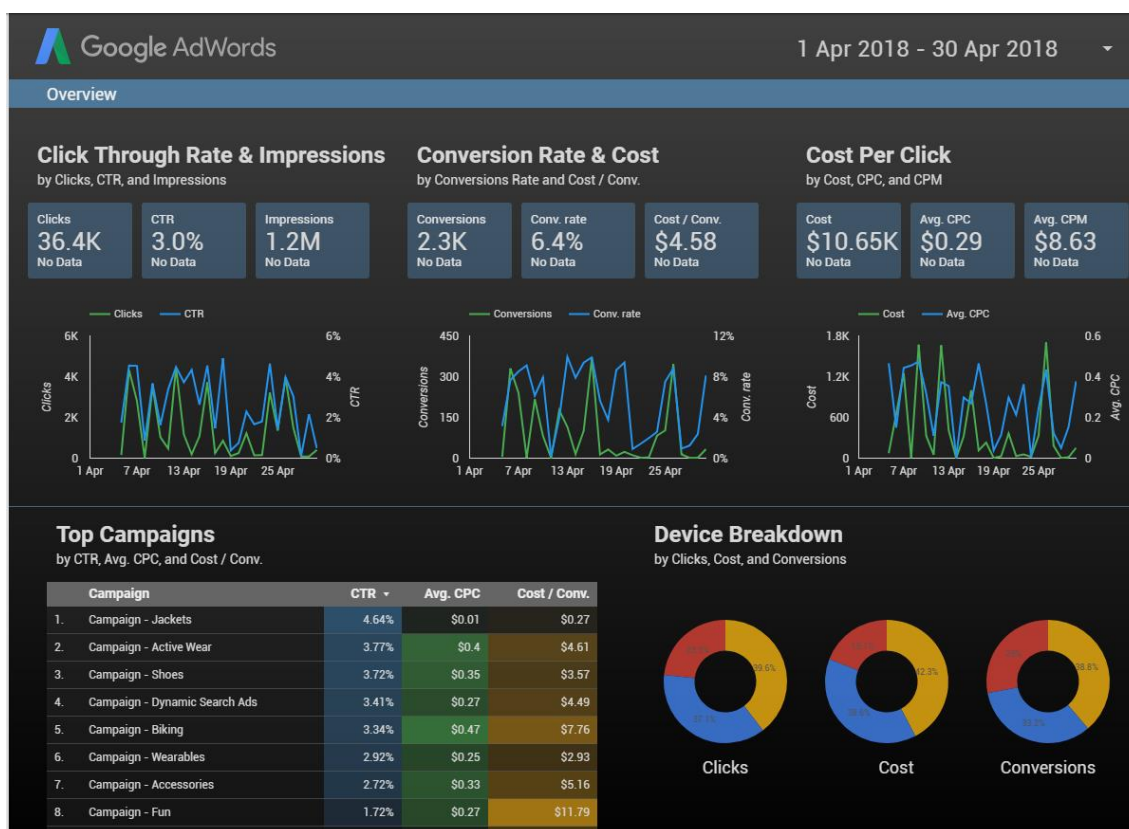 Google AdWords
1 Apr 2018 - 30 Apr 2018
Overview
Click Through Rate & Impressions
by Clicks, CTR, and Impressions
Clicks
36.4K
No Data
CTR
3.0%
No Data
Impressions
1.2M
No Data
Conversion Rate & Cost
by Conversions Rate and Cost / Conv.
Conversions
2.3K
No Data
Conv. rate
6.4%
No Data
Cost / Conv.
$4.58
No Data
Cost Per Click
by Cost, CPC, and CPM
Cost
$10.65K
No Data
Avg. CPC
$0.29
No Data
Avg. CPM
$8.63
No Data
Clicks CTR
6K
4K
2K
0
Clicks
6%
4%
2%
0%
CTR
1 Apr 7 Apr 13 Apr 19 Apr 25 Apr
Conversions Conv. rate
450
300
150
0
Conversions
12%
8%
4%
0%
Conv. rate
1 Apr 7 Apr 13 Apr 19 Apr 25 Apr
Cost Avg. CPC
1.8K
1.2K
600
0
Cost
0.6
0.4
0.2
0
Avg. CPC
1 Apr 7 Apr 13 Apr 19 Apr 25 Apr
Top Campaigns
by CTR, Avg. CPC, and Cost / Conv.
Campaign CTR Avg. CPC Cost / Conv.
1. Campaign - Jackets 4.64% $0.01 $0.27
2. Campaign - Active Wear 3.77% $0.4 $4.61
3. Campaign - Shoes 3.72% $0.35 $3.57
4. Campaign - Dynamic Search Ads 3.41% $0.27 $4.49
5. Campaign - Biking 3.34% $0.47 $7.76
6. Campaign - Wearables 2.92% $0.25 $2.93
7. Campaign - Accessories 2.72% $0.33 $5.16
8. Campaign - Fun 1.72% $0.27 $11.79
Device Breakdown
by Clicks, Cost, and Conversions
39.6%
Clicks
42.3%
Cost
38.8%
Conversions